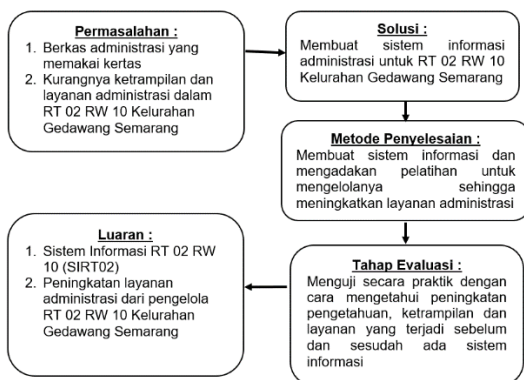 Permasalahan :
1. Berkas administrasi yang
memakai kertas
2. Kurangnya ketrampilan dan
layanan administrasi dalam
RT 02 RW 10 Kelurahan
Gedawang Semarang
Solusi :
Membuat sistem informasi
administrasi untuk RT 02 RW 10
Kelurahan Gedawang Semarang
Metode Penyelesaian :
Membuat sistem informasi dan
mengadakan pelatihan untuk
mengelolanya sehingga
meningkatkan layanan administrasi
Tahap Evaluasi :
Menguji secara praktik dengan
cara mengetahui peningkatan
pengetahuan, ketrampilan dan
layanan yang terjadi sebelum
dan sesudah ada sistem
informasi
Luaran :
1. Sistem Informasi RT 02 RW
10 (SIRT02)
2. Peningkatan layanan
administrasi dari pengelola
RT 02 RW 10 Kelurahan
Gedawang Semarang